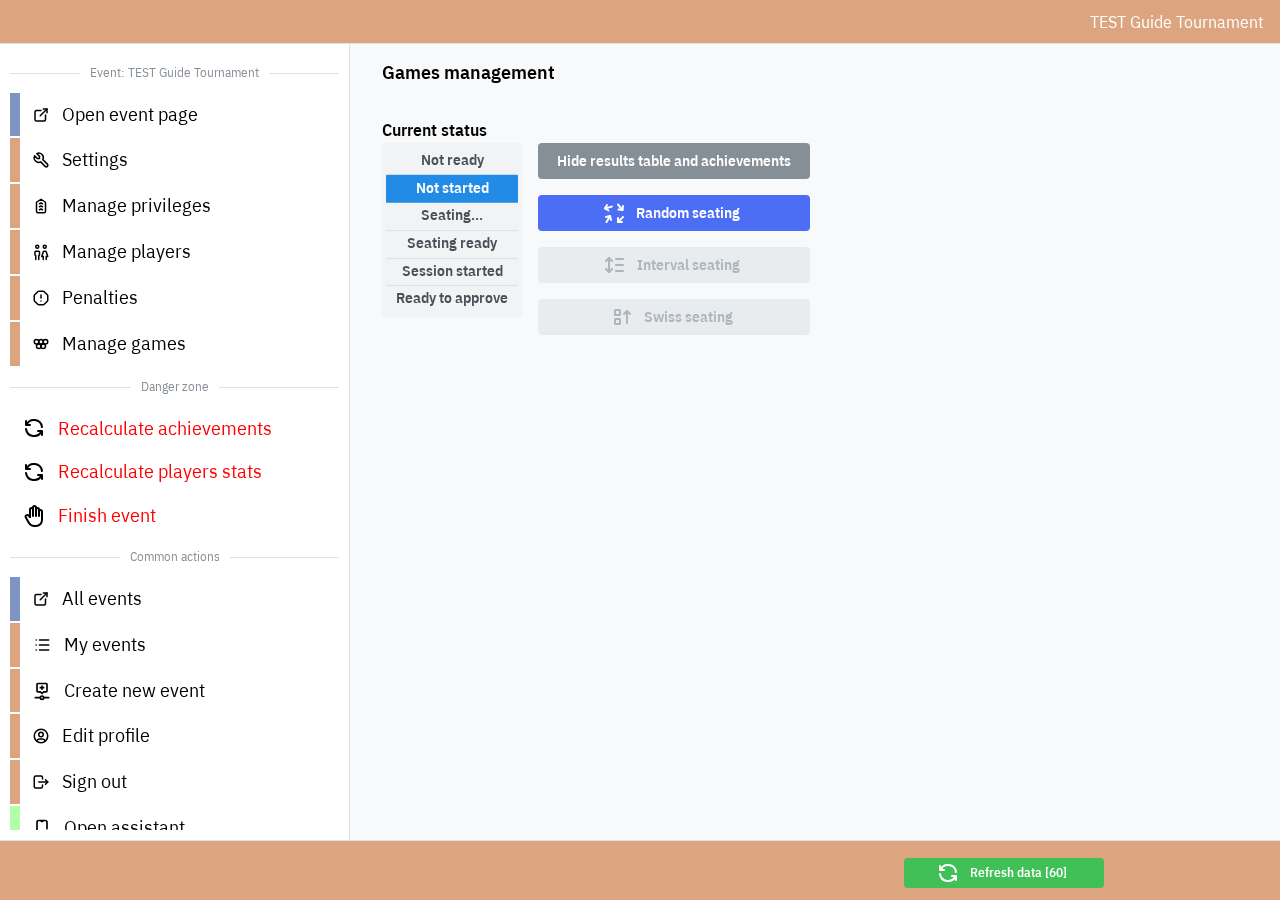 TEST Guide Tournament
Event: TEST Guide Tournament
Open event page
Settings
Manage privileges
Manage players
Penalties
Manage games
Danger zone
Recalculate achievements
Recalculate players stats
Finish event
Common actions
All events
My events
Create new event
Edit profile
Sign out
Open assistant
Games management
Current status
Not ready
Not started
Seating...
Seating ready
Session started
Ready to approve
Hide results table and achievements
Random seating
Interval seating
Swiss seating
Refresh data [60]